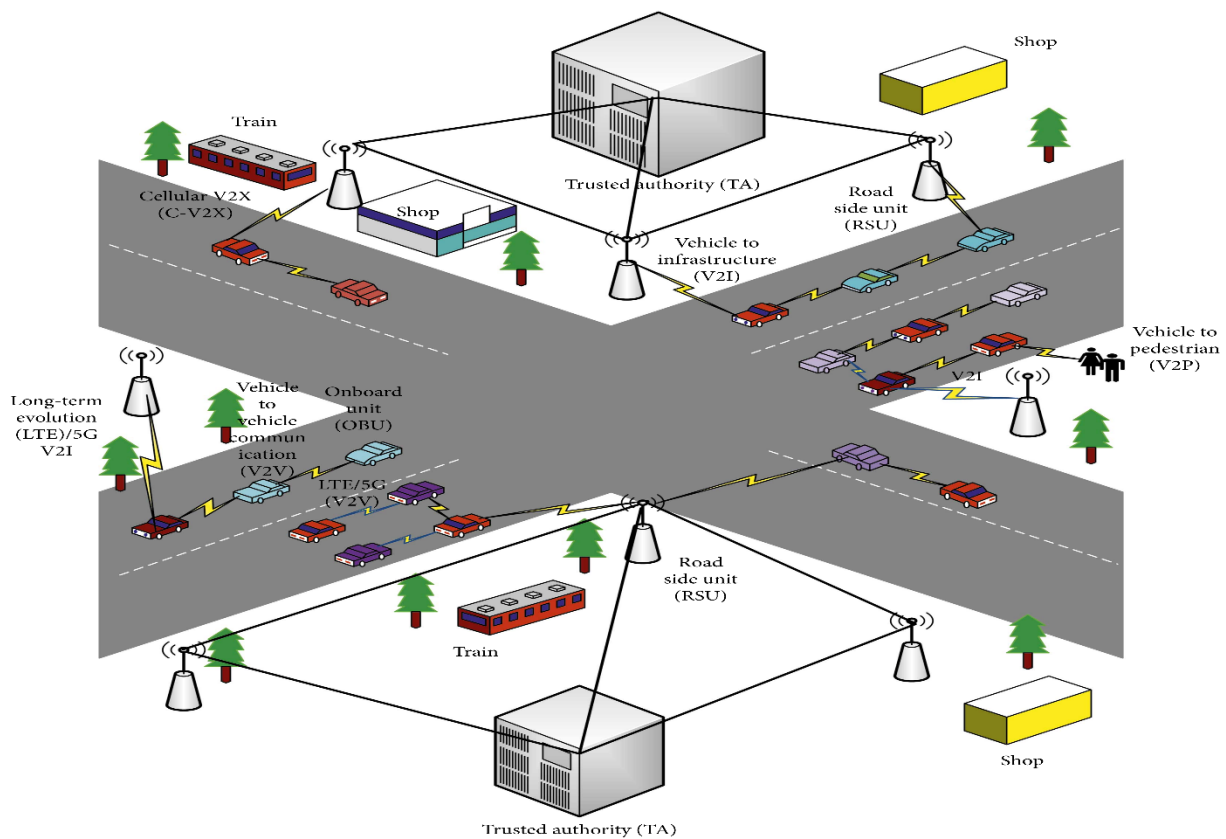 Shop
Train
Trusted authority (TA)
Cellular V2X
(C-V2X)
Shop
Road
side unit
(RSU)
Vehicle to
infrastructure
(V2I)
Vehicle to
pedestrian
(V2P)
V2I
Long-term
evolution
(LTE)/5G
V2I
Vehicle
to
vehicle
commun
ication
(V2V)
Onboard
unit
(OBU)
LTE/5G
(V2V)
Road
side unit
(RSU)
Train
Shop
Trusted authority (TA)